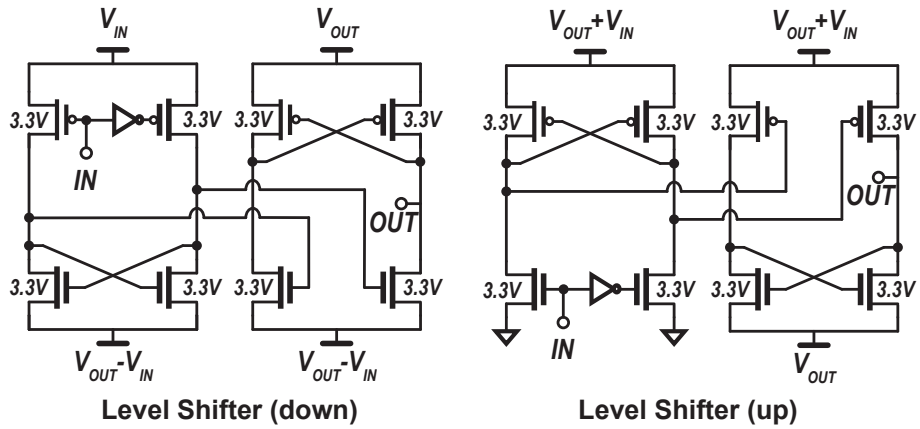 V_IN
V_OUT
V_OUT+V_IN
V_OUT+V_IN
3.3V
3.3V
3.3V
3.3V
3.3V
3.3V
3.3V
3.3V
IN
OUT
OUT
3.3V
3.3V
3.3V
3.3V
3.3V
3.3V
3.3V
3.3V
IN
V_OUT-V_IN
V_OUT-V_IN
V_OUT
Level Shifter (down)
Level Shifter (up)